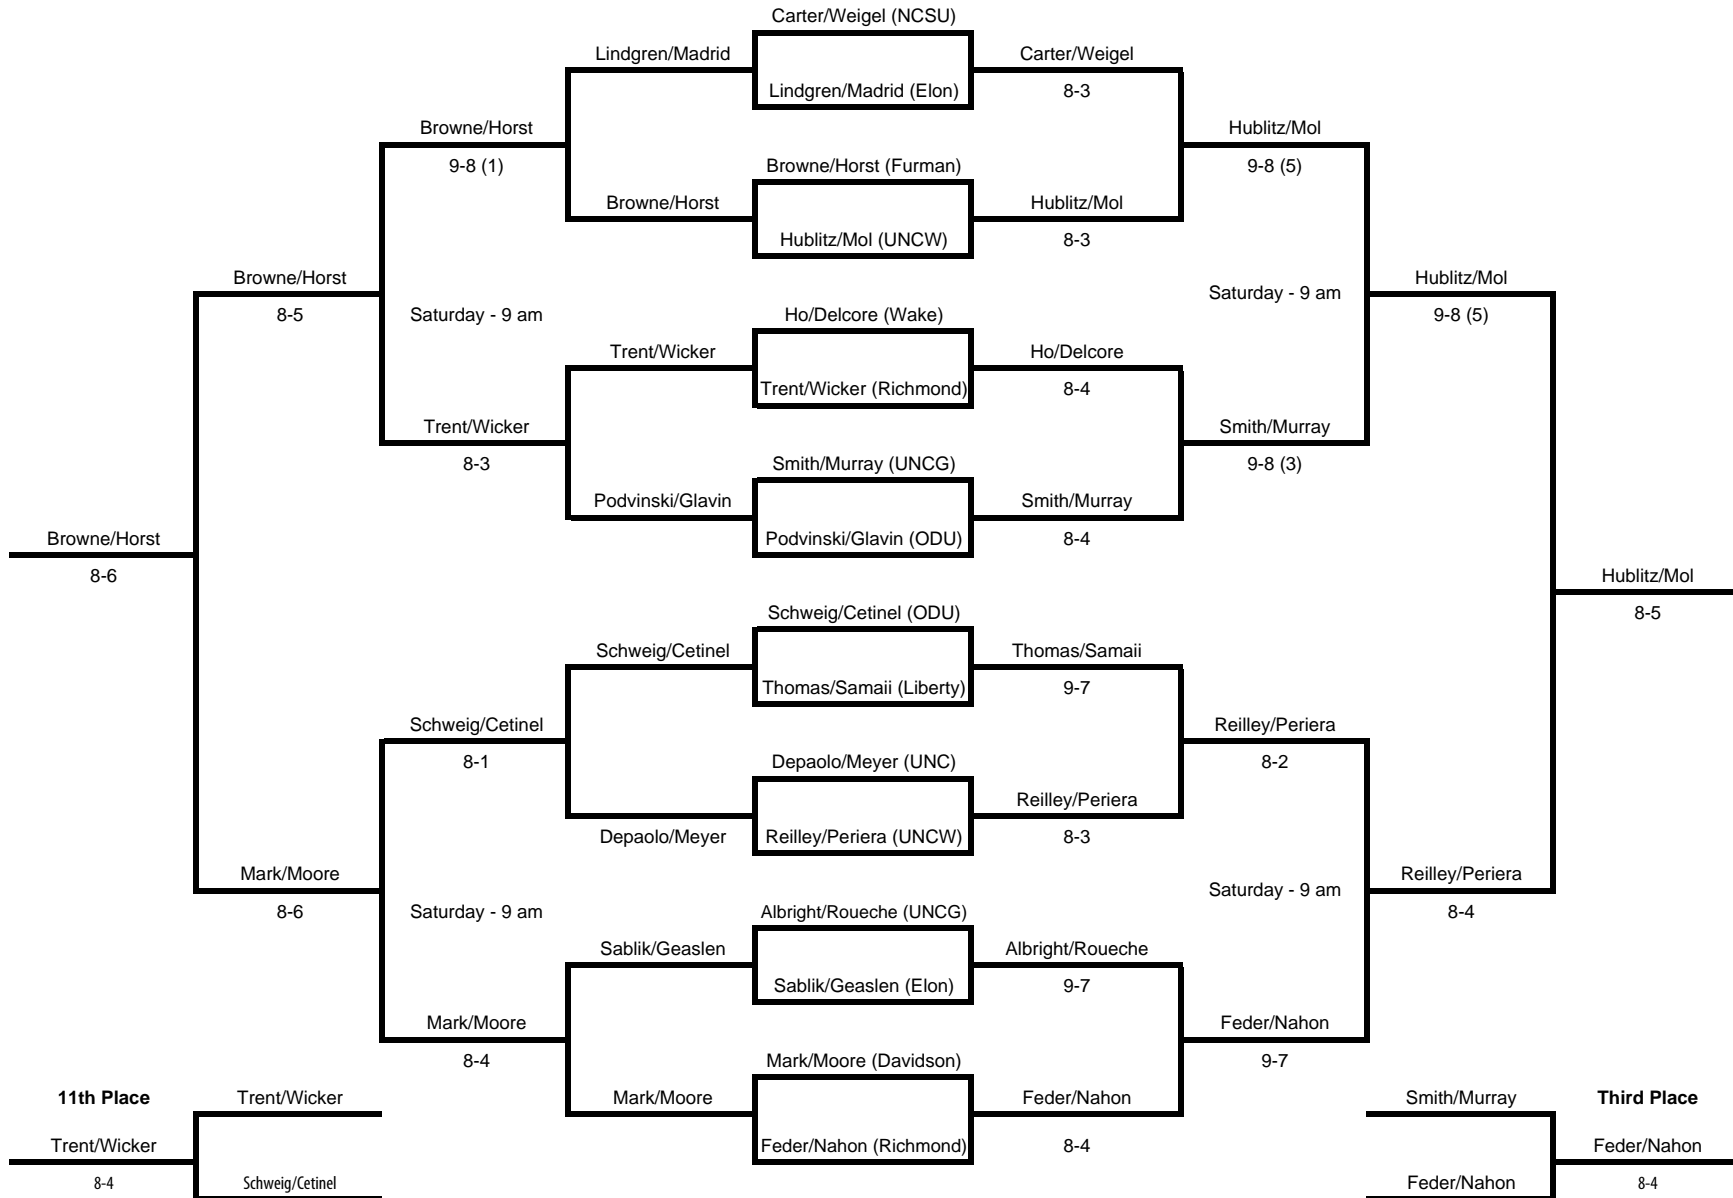 Carter/Weigel (NCSU)
Lindgren/Madrid
Carter/Weigel
Lindgren/Madrid (Elon)
8-3
Browne/Horst
Hublitz/Mol
9-8 (1)
Browne/Horst (Furman)
9-8 (5)
Browne/Horst
Hublitz/Mol
Hublitz/Mol (UNCW)
8-3
Browne/Horst
Hublitz/Mol
Saturday - 9 am
8-5
Saturday - 9 am
Ho/Delcore (Wake)
9-8 (5)
Trent/Wicker
Ho/Delcore
Trent/Wicker (Richmond)
8-4
Trent/Wicker
Smith/Murray
8-3
Smith/Murray (UNCG)
9-8 (3)
Podvinski/Glavin
Smith/Murray
Browne/Horst
Podvinski/Glavin (ODU)
8-4
8-6
Hublitz/Mol
8-5
Schweig/Cetinel (ODU)
Schweig/Cetinel
Thomas/Samaii
Thomas/Samaii (Liberty)
9-7
Schweig/Cetinel
Reilley/Periera
8-1
Depaolo/Meyer (UNC)
8-2
Reilley/Periera
Depaolo/Meyer
Reilley/Periera (UNCW)
8-3
Mark/Moore
Reilley/Periera
Saturday - 9 am
8-6
Saturday - 9 am
Albright/Roueche (UNCG)
8-4
Sablik/Geaslen
Albright/Roueche
Sablik/Geaslen (Elon)
9-7
Mark/Moore
Feder/Nahon
8-4
Mark/Moore (Davidson)
9-7
11th Place
Trent/Wicker
Mark/Moore
Feder/Nahon
Smith/Murray
Third Place
Trent/Wicker
Feder/Nahon (Richmond)
8-4
Feder/Nahon
8-4
Schweig/Cetinel
Feder/Nahon
8-4